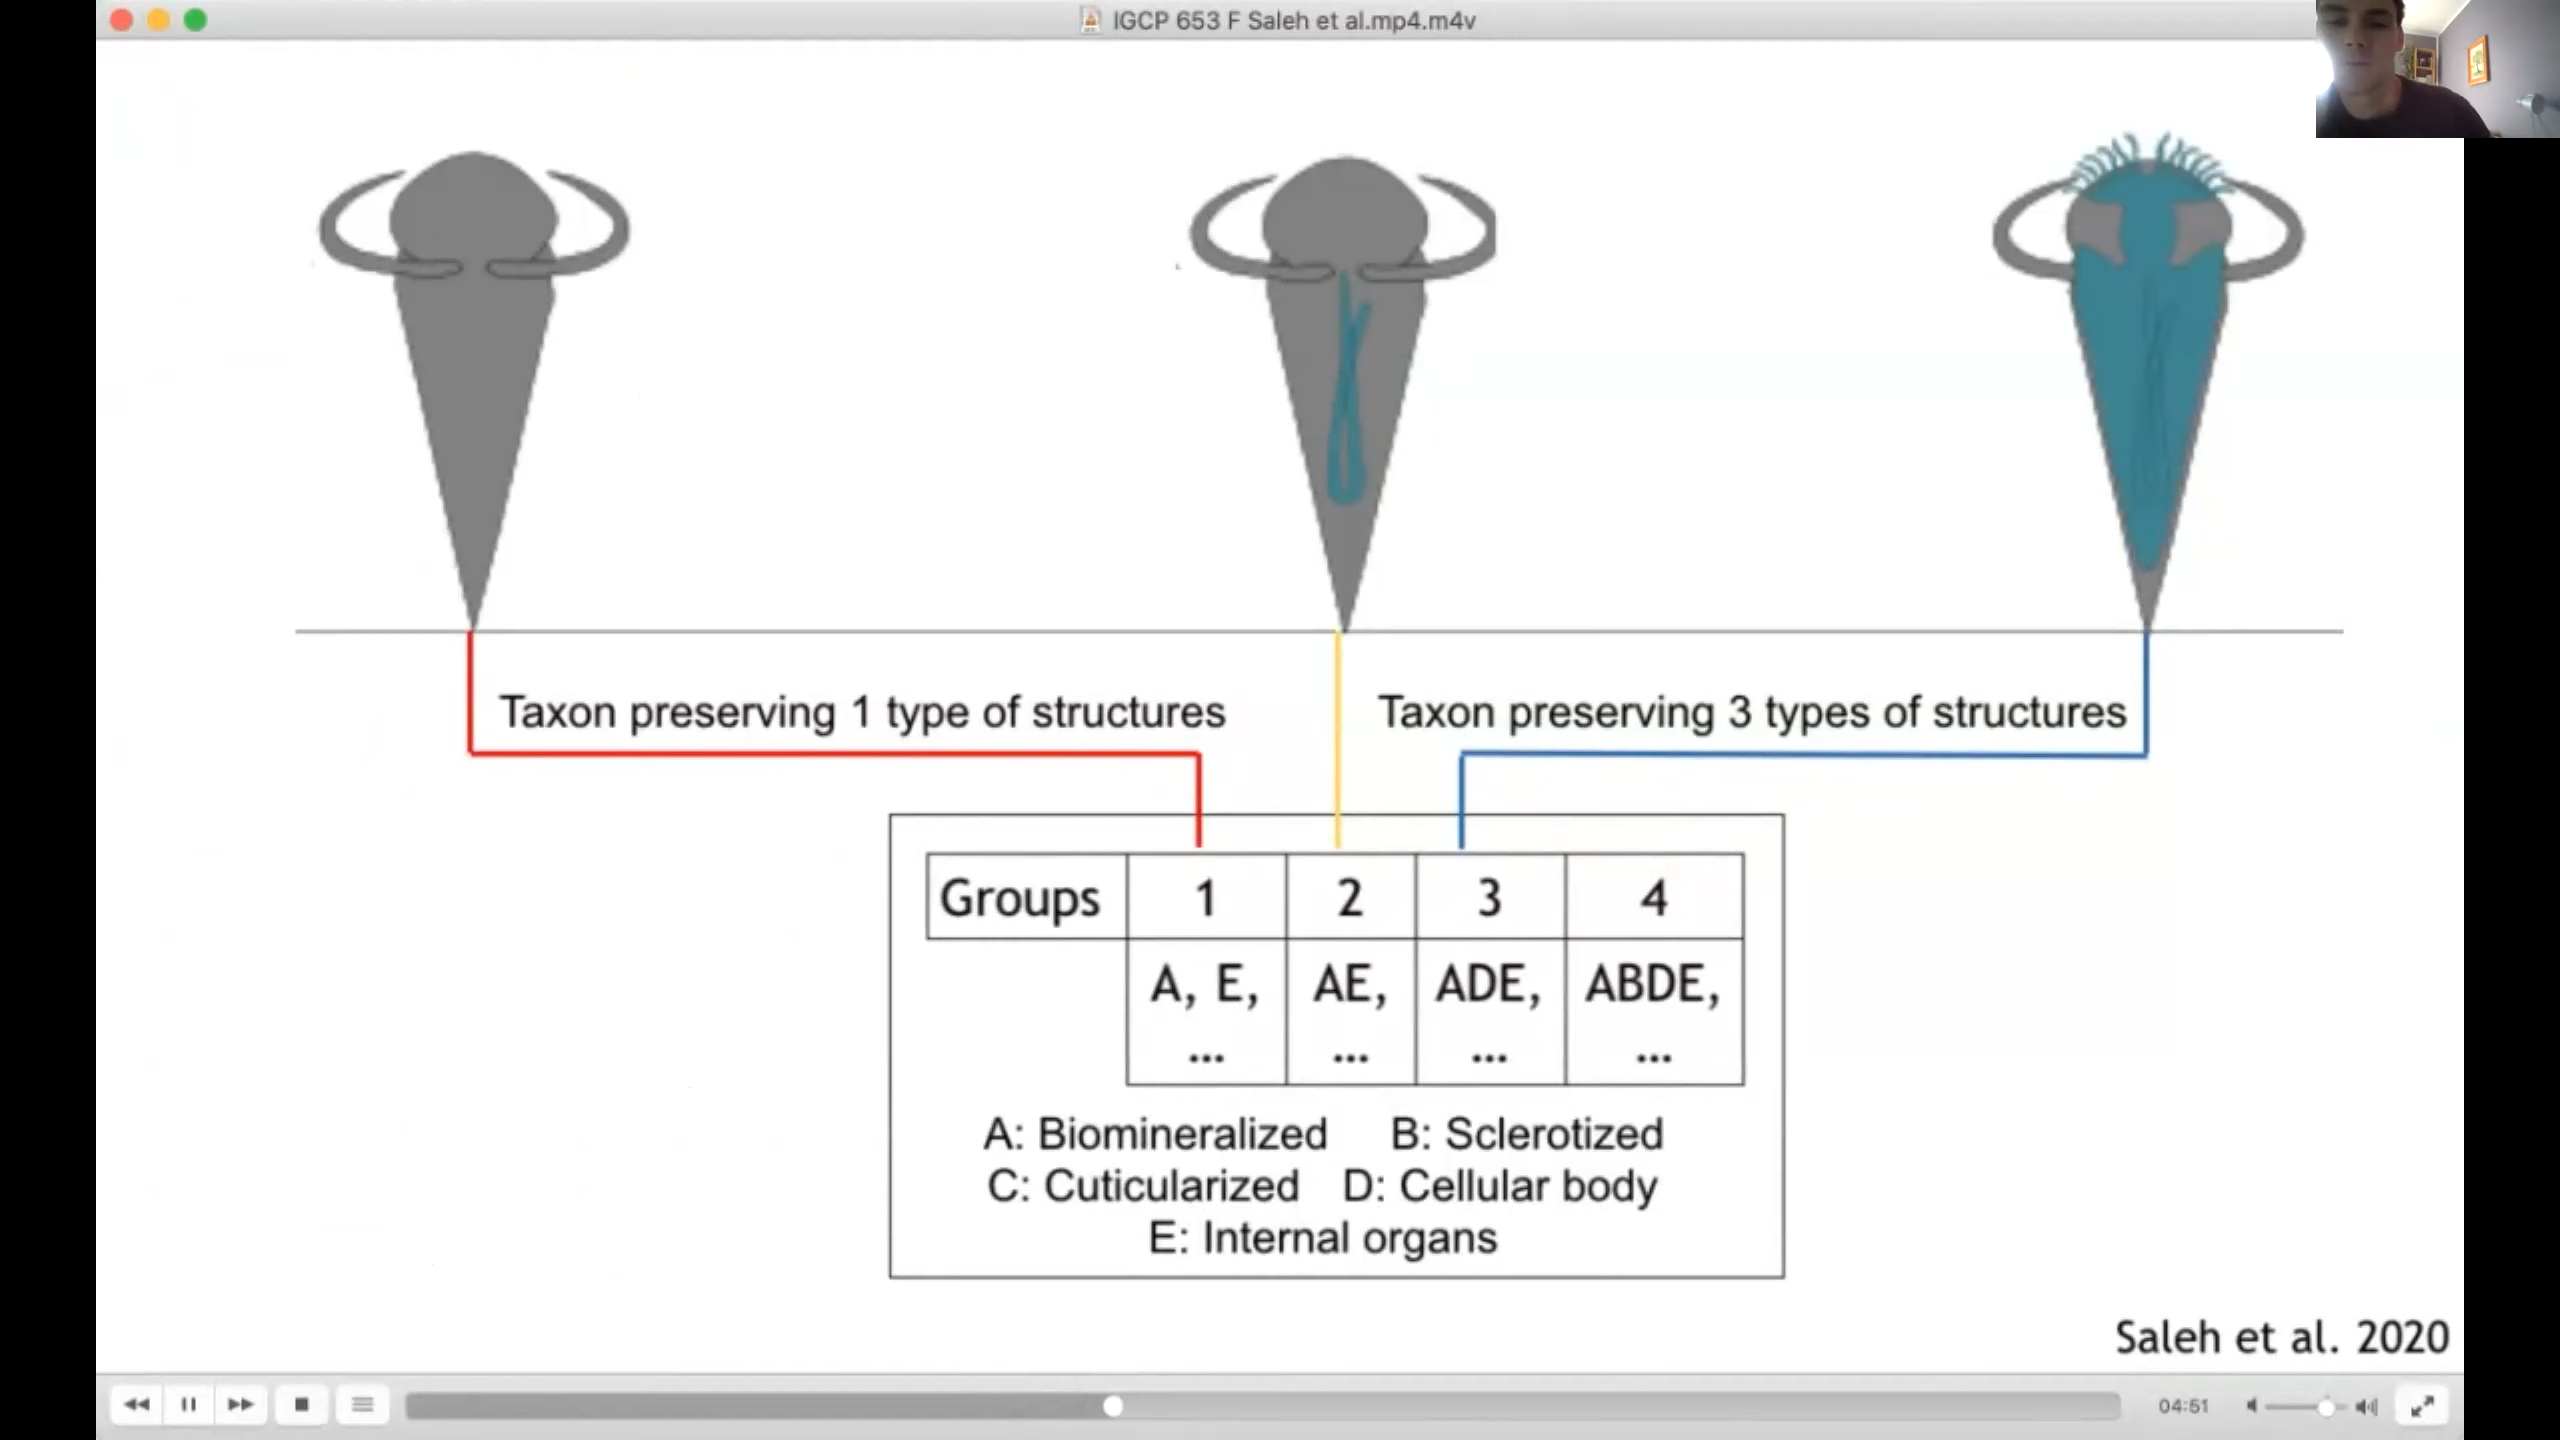 IGCP 653 F Saleh et al.mp4.m4v
Taxon preserving 1 type of structures
Taxon preserving 3 types of structures
Groups 1 2 3 4
A, E, AE, ADE, ABDE,
... ... ... ...
A: Biomineralized B: Sclerotized
C: Cuticularized D: Cellular body
E: Internal organs
Saleh et al. 2020
04:51